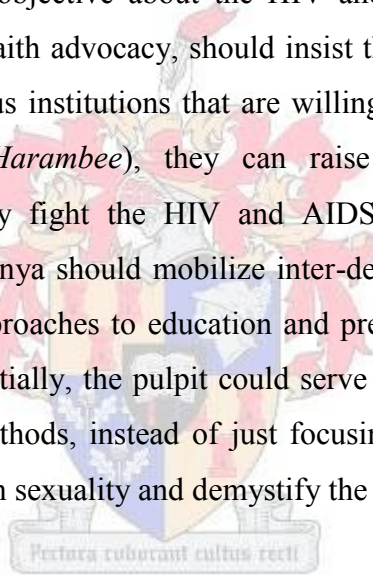 objective about the HIV and
aith advocacy, should insist th
us institutions that are willing
Harambee), they can raise
y fight the HIV and AIDS
nya should mobilize inter-de
proaches to education and pre
tially, the pulpit could serve
thods, instead of just focusin
n sexuality and demystify the
Pectora roborant cultus recti